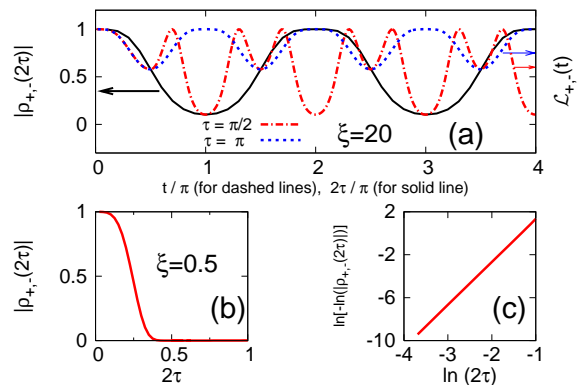 1
0.5
0
|ρ+,-(2τ)|
ℒ+,-(t)
τ = π/2
τ = π
ξ=20
(a)
0 1 2 3 4
t / π (for dashed lines), 2τ / π (for solid line)
1
0.5
0
|ρ+,-(2τ)|
ξ=0.5
(b)
0 0.5 1
2τ
2
-2
-6
-10
ln[-ln(|ρ+,-(2τ)|)]
(c)
-4 -3 -2 -1
ln (2τ)